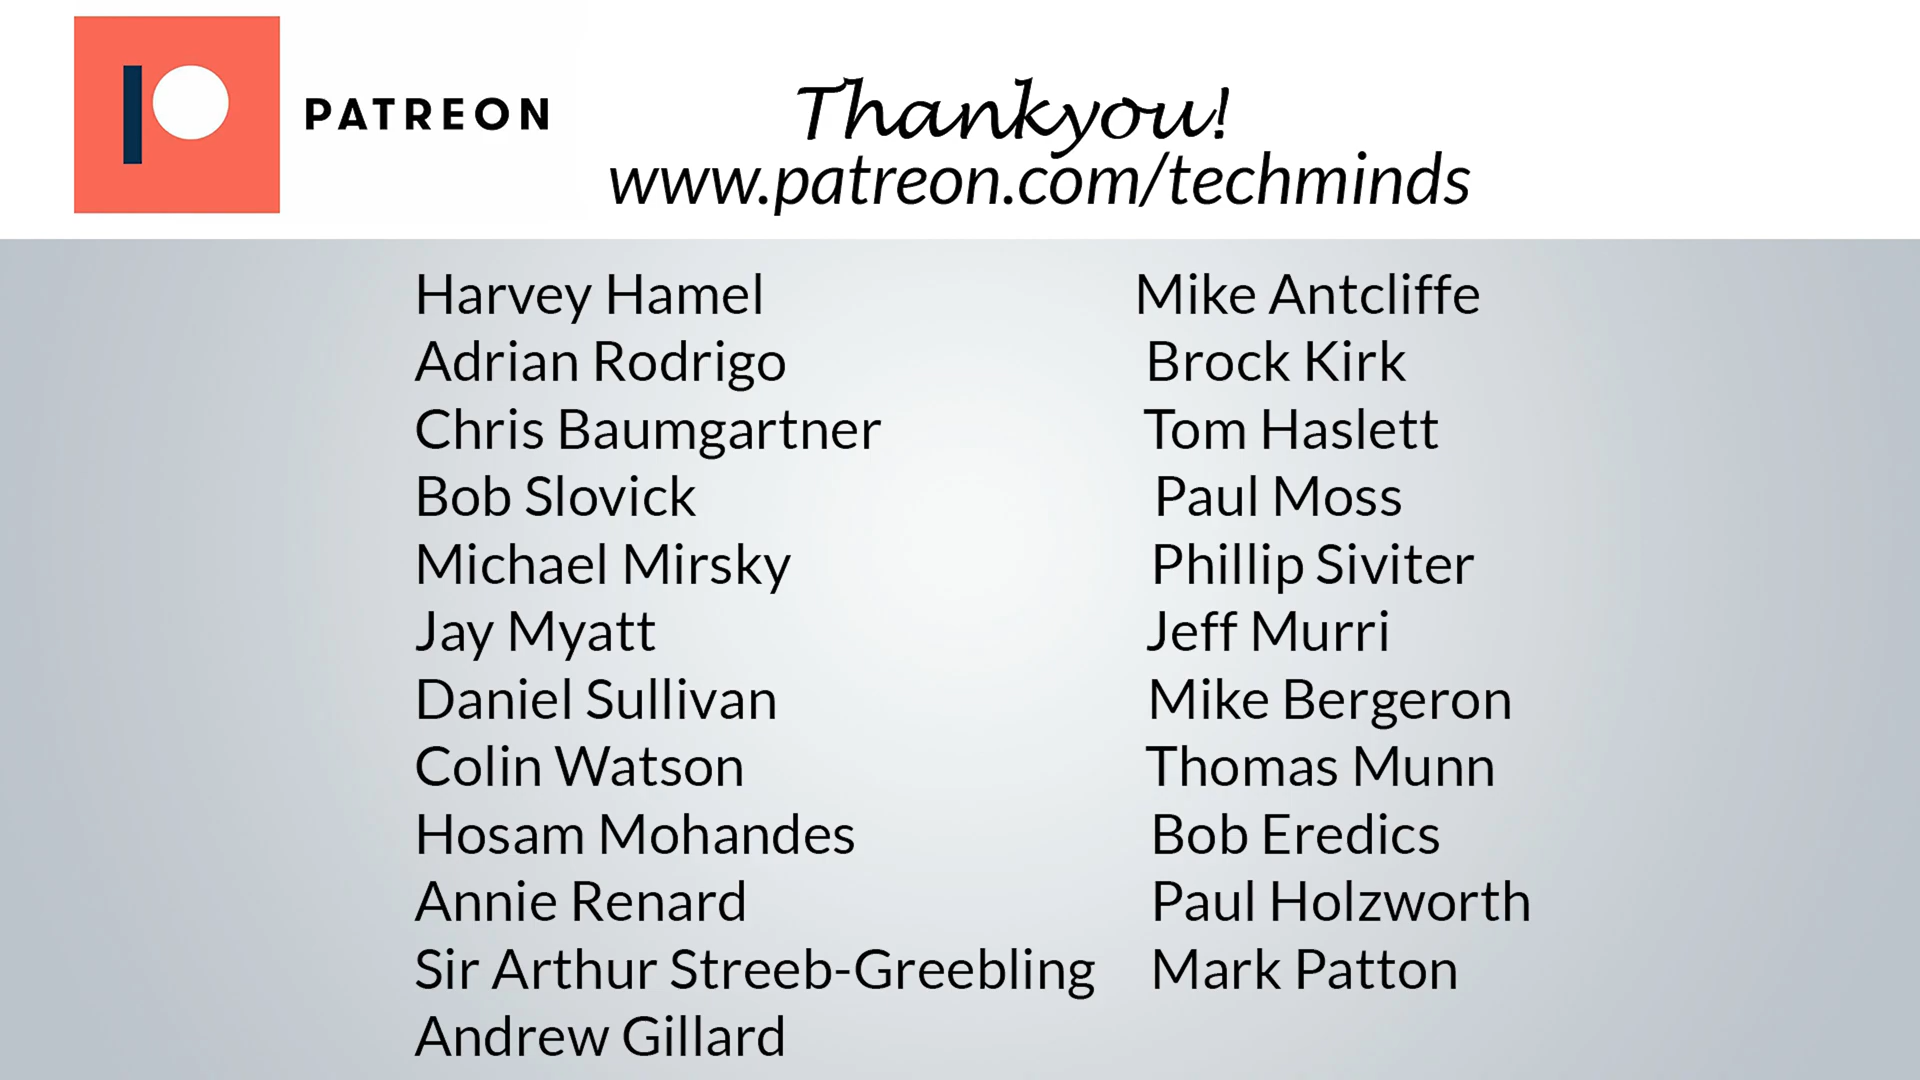 PATREON
Thankyou!
www.patreon.com/techminds
Harvey Hamel
Adrian Rodrigo
Chris Baumgartner
Bob Slovick
Michael Mirsky
Jay Myatt
Daniel Sullivan
Colin Watson
Hosam Mohandes
Annie Renard
Sir Arthur Streeb-Greebling
Andrew Gillard
Mike Antcliffe
Brock Kirk
Tom Haslett
Paul Moss
Phillip Siviter
Jeff Murri
Mike Bergeron
Thomas Munn
Bob Eredics
Paul Holzworth
Mark Patton